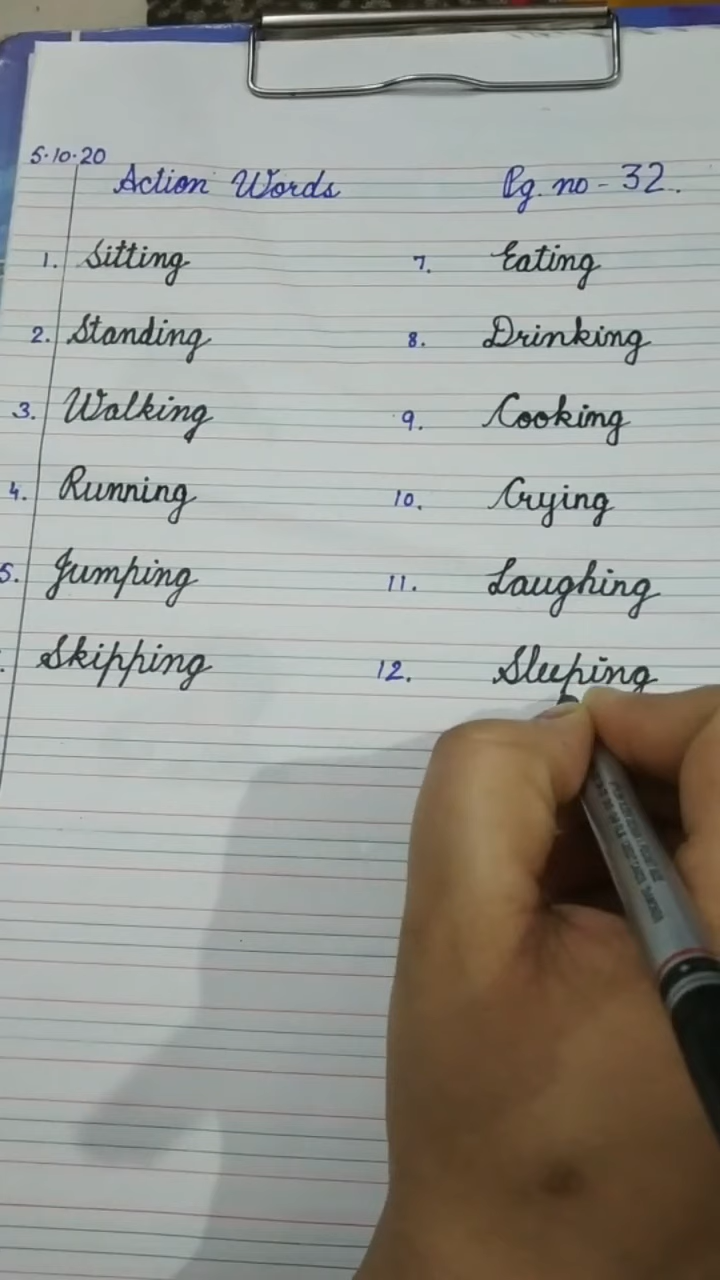 5.10.20
Action Words Pg. no - 32.
1. Sitting
2. Standing
3. Walking
4. Running
5. Jumping
. Skipping
7. Eating
8. Drinking
9. Cooking
10. Crying
11. Laughing
12. Sleeping